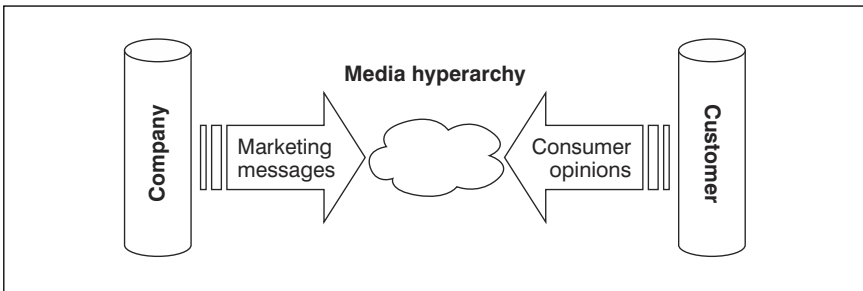 Media hyperarchy
Company
Marketing
messages
Consumer
opinions
Customer